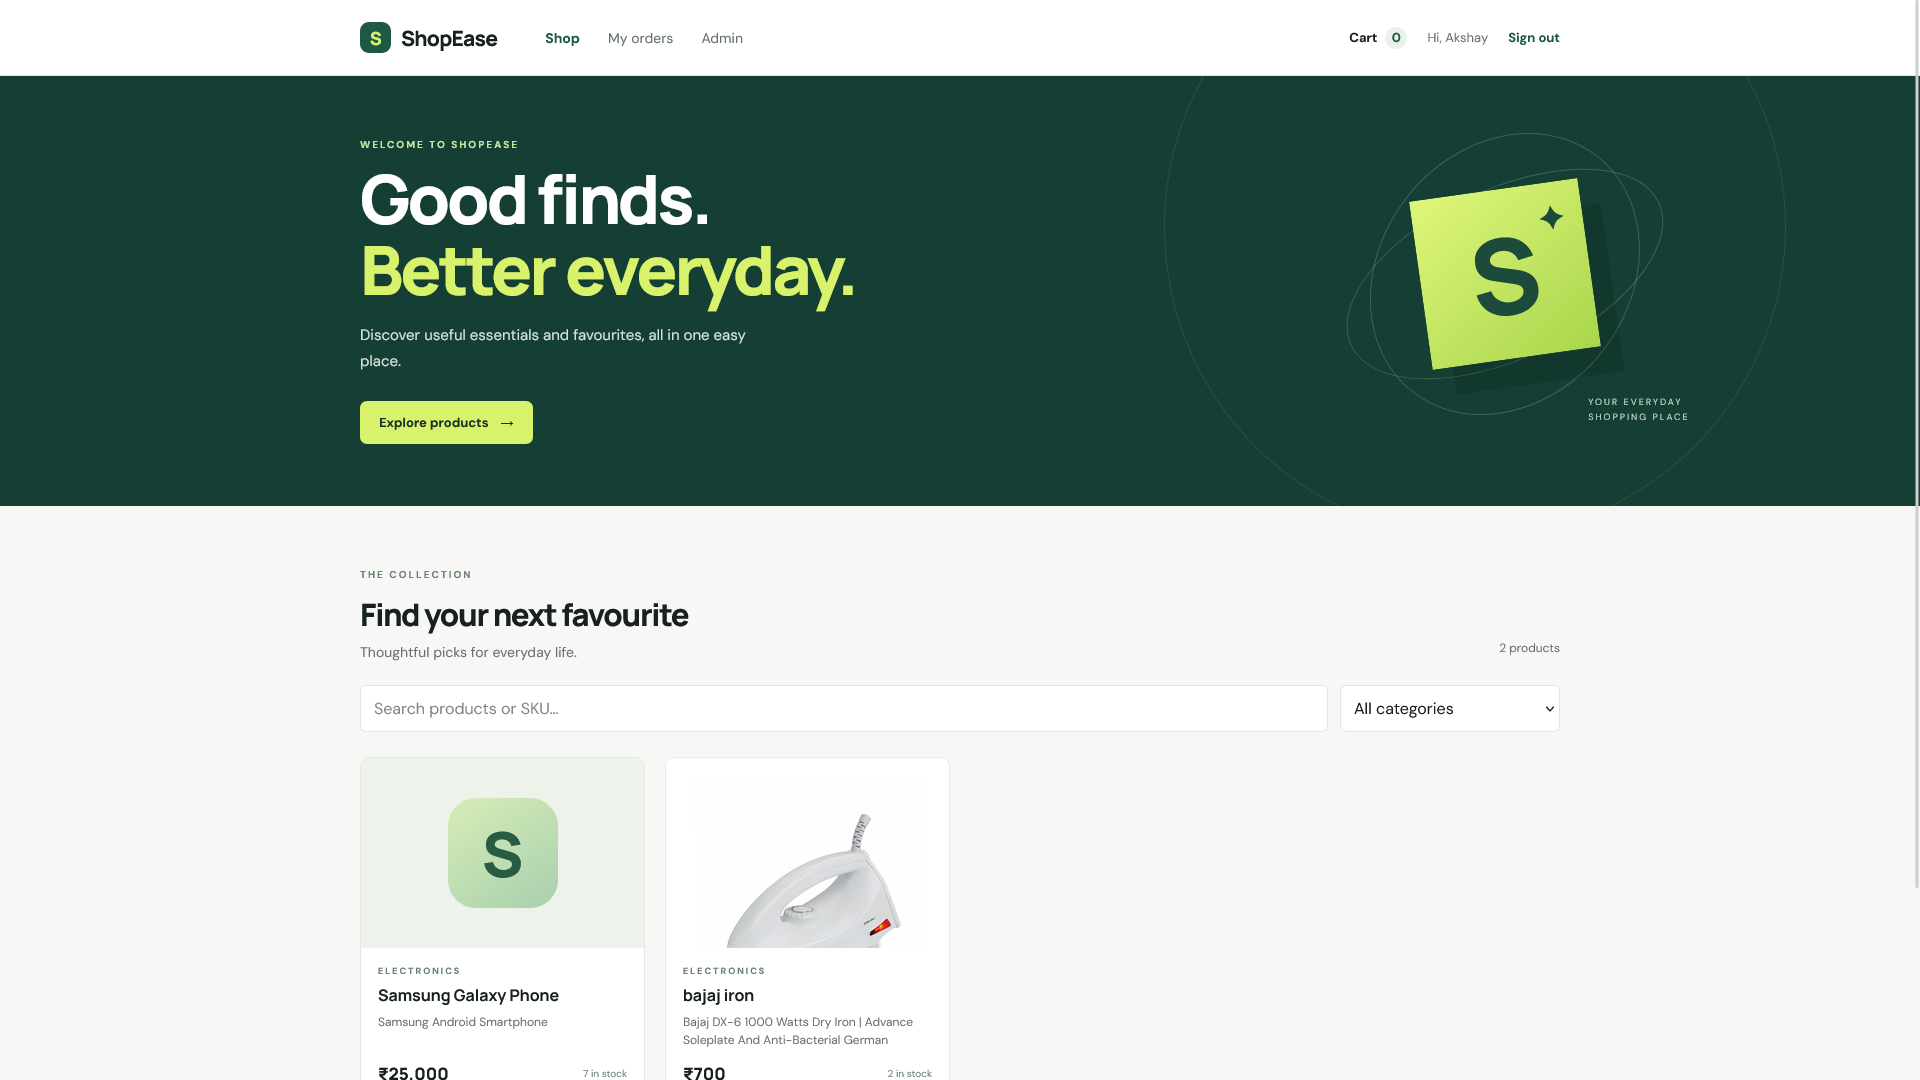 S ShopEase Shop My orders Admin Cart 0 Hi, Akshay Sign out
WELCOME TO SHOPEASE
Good finds.
Better everyday.
Discover useful essentials and favourites, all in one easy
place.
Explore products →
S
YOUR EVERYDAY
SHOPPING PLACE
THE COLLECTION
Find your next favourite
Thoughtful picks for everyday life.
2 products
Search products or SKU...
All categories
S
ELECTRONICS
Samsung Galaxy Phone
Samsung Android Smartphone
₹25,000 7 in stock
ELECTRONICS
bajaj iron
Bajaj DX-6 1000 Watts Dry Iron | Advance
Soleplate And Anti-Bacterial German
₹700 2 in stock